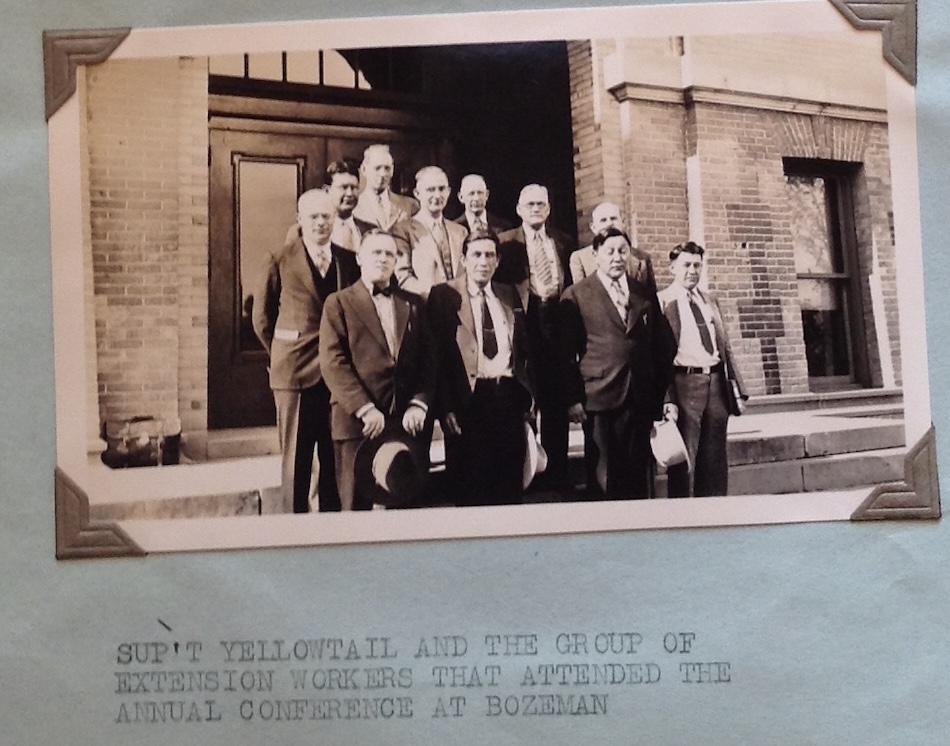 SUP'T YELLOWTAIL AND THE GROUP OF
EXTENSION WORKERS THAT ATTENDED THE
ANNUAL CONFERENCE AT BOZEMAN